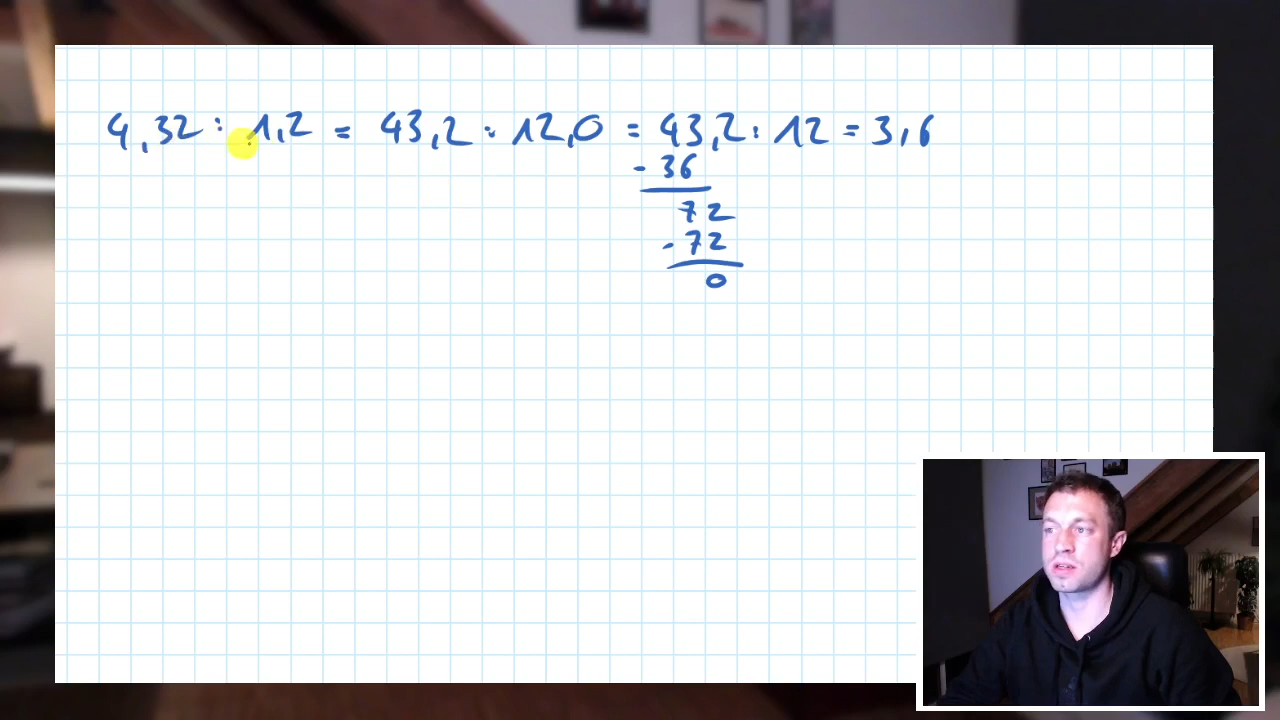 4,32 : 1,2 = 43,2 : 12,0 = 43,2 : 12 = 3,6
- 36
72
- 72
0